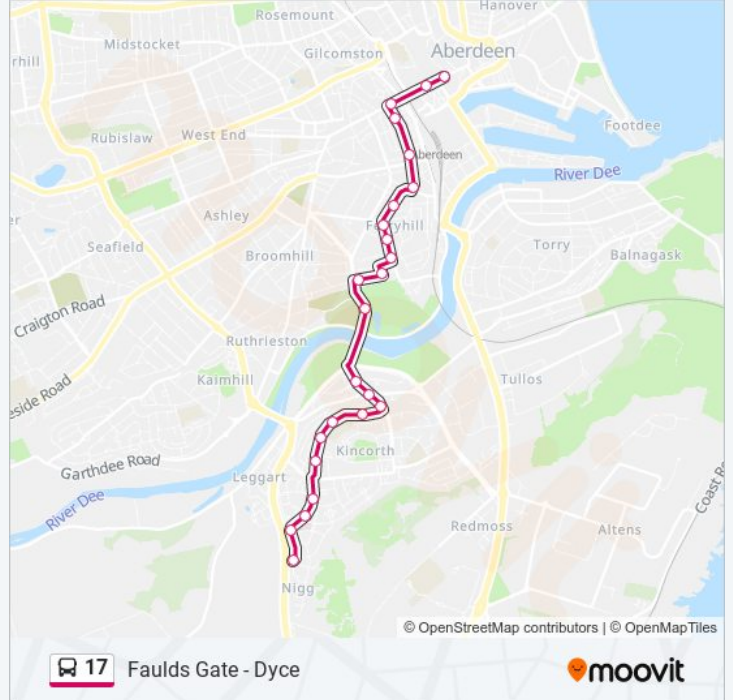 Hanover
Rosemount
Midstocket
Aberdeen
Gilcomston
rhill
Footdee
Rubislaw
West End
berdeen
River Dee
Ashley
er
Seafield
Torry
Balnagask
Broomhill
Craigton Road
Ruthrieston
Kaimhill
Tullos
eside Road
Kincorth
Garthdee Road
Leggart
Coast R
River Dee
Redmoss
Altens
Nigg
© OpenStreetMap contributors | © OpenMapTiles
17 Faulds Gate - Dyce
moovit